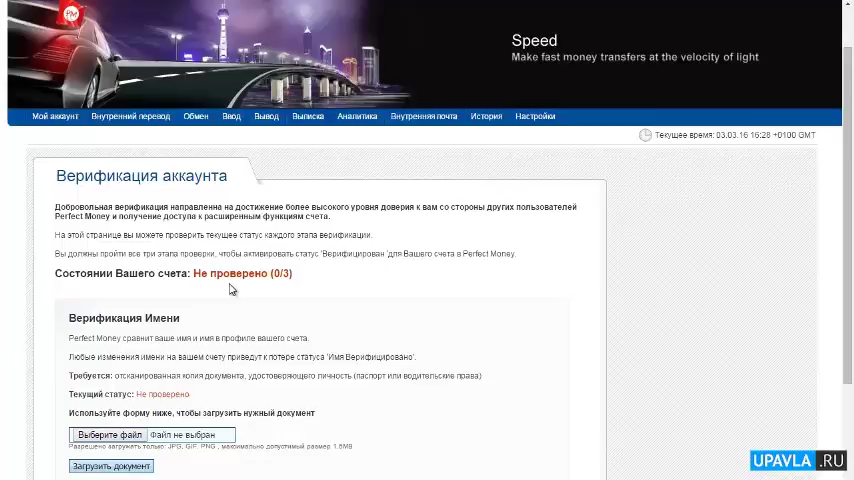 PM
Speed
Make fast money transfers at the velocity of light
Мой аккаунт Внутренний перевод Обмен Ввод Вывод Выписка Аналитика Внутренняя почта История Настройки
Текущее время: 03.03.16 16:28 +0100 GMT
Верификация аккаунта
Добровольная верификация направленна на достижение более высокого уровня доверия к вам со стороны других пользователей
Perfect Money и получение доступа к расширенным функциям счета.
На этой странице вы можете проверить текущее статус каждого этапа верификации.
Вы должны пройти все три этапа проверки, чтобы активировать статус 'Верифицирован 'для Вашего счета в Perfect Money.
Состоянии Вашего счета: Не проверено (0/3)
Верификация Имени
Perfect Money сравнит ваше имя и имя в профиле вашего счета.
Любые изменения имени на вашем счету приведут к потере статуса 'Имя Верифицировано'.
Требуется: отсканированная копия документа, удостоверяющего личность (паспорт или водительские права)
Текущий статус: Не проверено
Используйте форму ниже, чтобы загрузить нужный документ
Выберите файл Файл не выбран
Разрешено загружать только: JPG, GIF, PNG , максимально допустимый размер 1.5MB
Загрузить документ
UPAVLA .RU